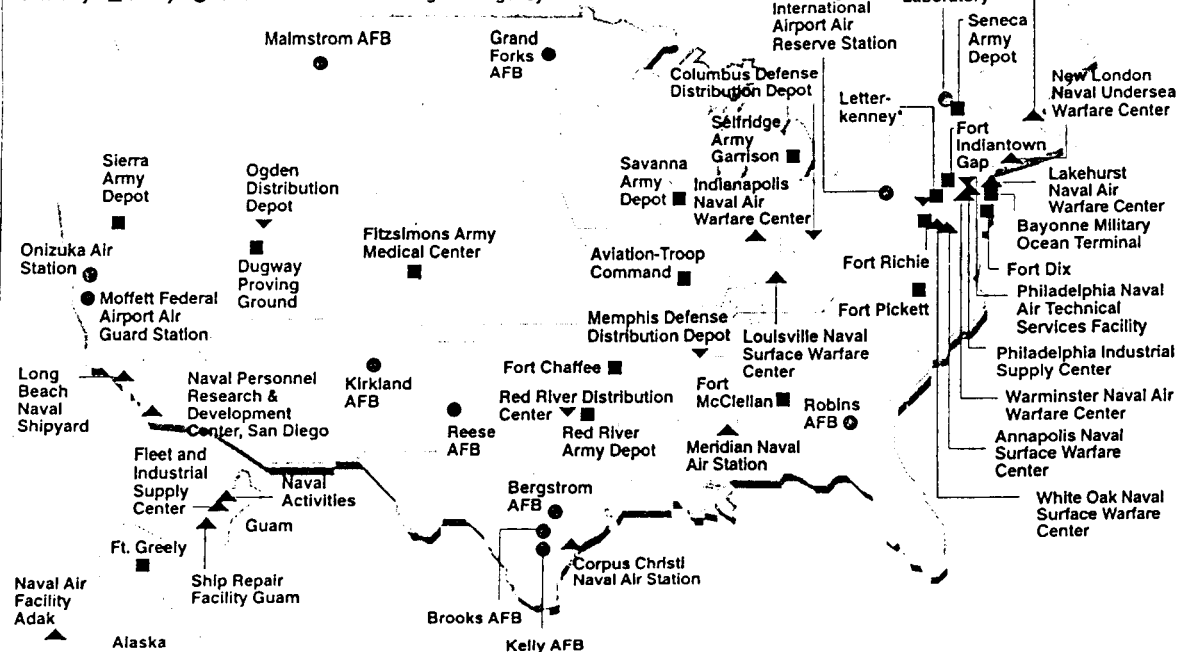 International
Airport Air
Reserve Station
Seneca
Army
Depot
Malmstrom AFB
Grand
Forks
AFB
Columbus Defense
Distribution Depot
New London
Naval Undersea
Warfare Center
Letter-
kenney
Selfridge
Army
Garrison
Fort
Indiantown
Gap
Sierra
Army
Depot
Ogden
Distribution
Depot
Savanna
Army
Depot
Indianapolis
Naval Air
Warfare Center
Lakehurst
Naval Air
Warfare Center
Bayonne Military
Ocean Terminal
Onizuka Air
Station
Fitzsimons Army
Medical Center
Aviation-Troop
Command
Fort Richie
Fort Dix
Dugway
Proving
Ground
Moffett Federal
Airport Air
Guard Station
Fort Pickett
Philadelphia Naval
Air Technical
Services Facility
Memphis Defense
Distribution Depot
Louisville Naval
Surface Warfare
Center
Philadelphia Industrial
Supply Center
Long
Beach
Naval
Shipyard
Naval Personnel
Research &
Development
Center, San Diego
Kirkland
AFB
Fort Chaffee
Red River Distribution
Center
Fort
McClellan
Robins
AFB
Warminster Naval Air
Warfare Center
Reese
AFB
Red River
Army Depot
Meridian Naval
Air Station
Annapolis Naval
Surface Warfare
Center
Fleet and
Industrial
Supply
Center
Naval
Activities
Guam
Bergstrom
AFB
White Oak Naval
Surface Warfare
Center
Ft. Greely
Ship Repair
Facility Guam
Corpus Christi
Naval Air Station
Naval Air
Facility
Adak
Alaska
Brooks AFB
Kelly AFB